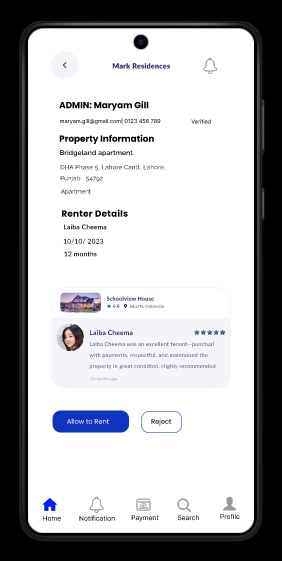 Mark Residences
ADMIN: Maryam Gill
maryam.gill@gmail.com| 0123 456 789
Verified
Property Information
Bridgeland apartment
DHA Phase 5, Lahore Cantt, Lahore,
Punjab 54792
Apartment
Renter Details
Laiba Cheema
10/10/ 2023
12 months
Schoolview House
4.6 Jakarta, Indonesia
Laiba Cheema
Laiba Cheema was an excellent tenant - punctual
with payments, respectful, and maintained the
property in great condition. Highly recommended
10 months ago
Allow to Rent
Reject
Home
Notification
Payment
Search
Profile